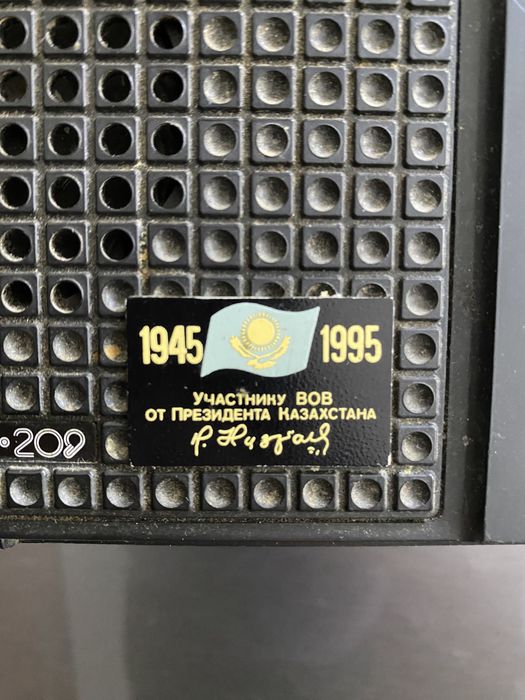 1945 1995
Участнику ВОВ
от Президента Казахстана
209